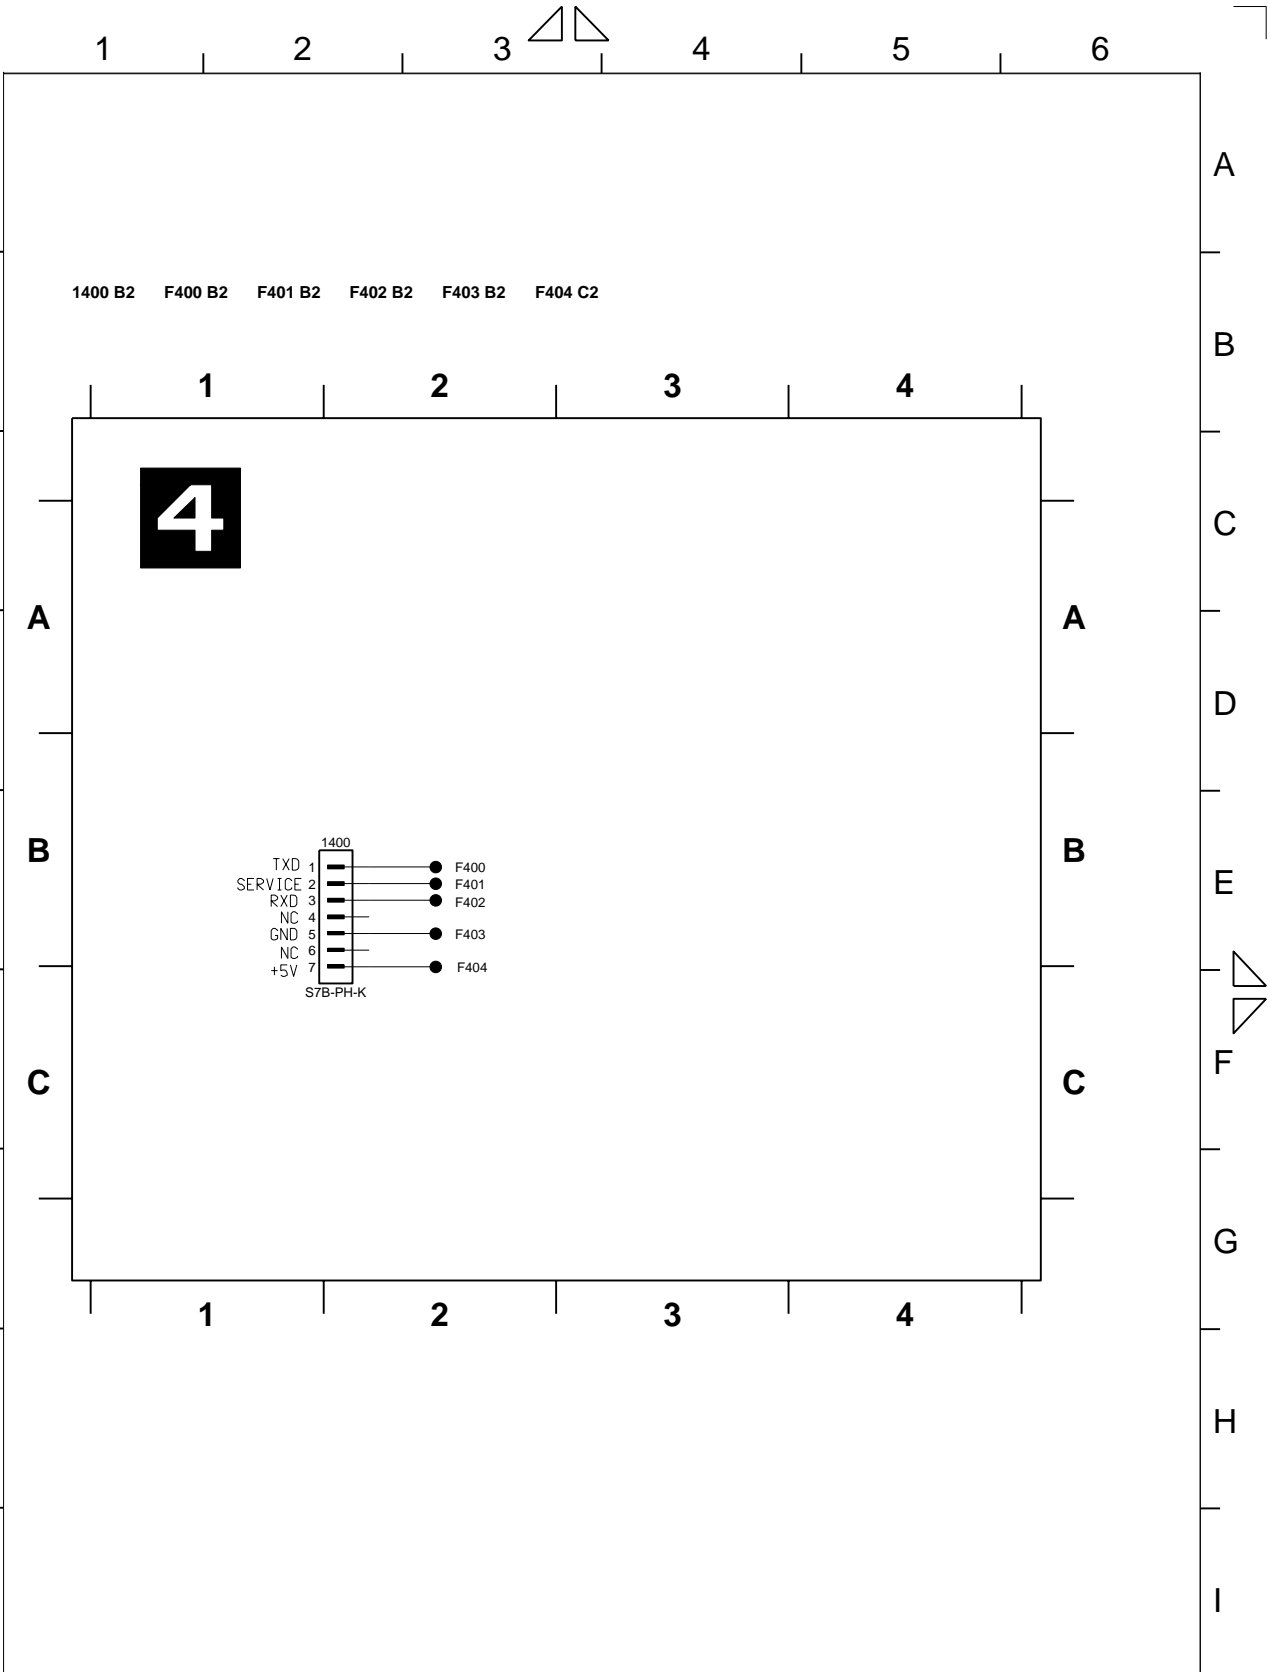 1 2 3 4 5 6
A
1400 B2 F400 B2 F401 B2 F402 B2 F403 B2 F404 C2
B
1 2 3 4
4
C
A A
D
B B
1400
TXD 1 F400
SERVICE 2 F401
RXD 3 F402
NC 4
GND 5 F403
NC 6
+5V 7 F404
S7B-PH-K
E
F
C C
G
1 2 3 4
H
I